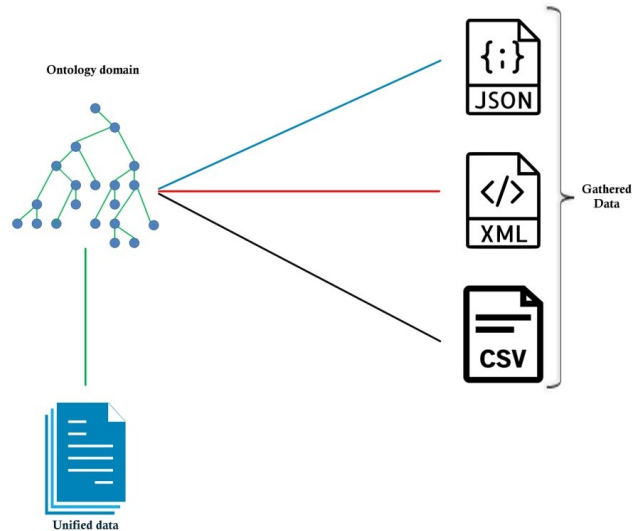 Ontology domain
{;}
JSON
</>
XML
Gathered
Data
CSV
Unified data